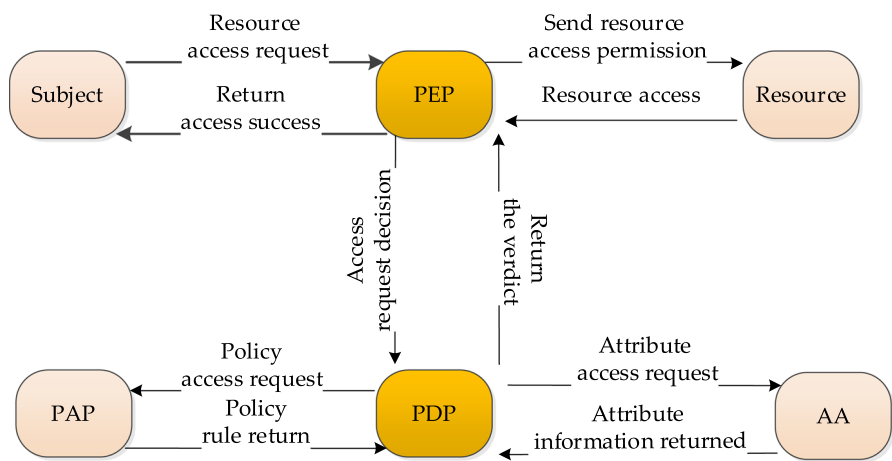 Resource
access request
Send resource
access permission
Subject
PEP
Resource
Return
access success
Resource access
Access
request decision
Return
the verdict
Policy
access request
Attribute
access request
PAP
PDP
AA
Policy
rule return
Attribute
information returned